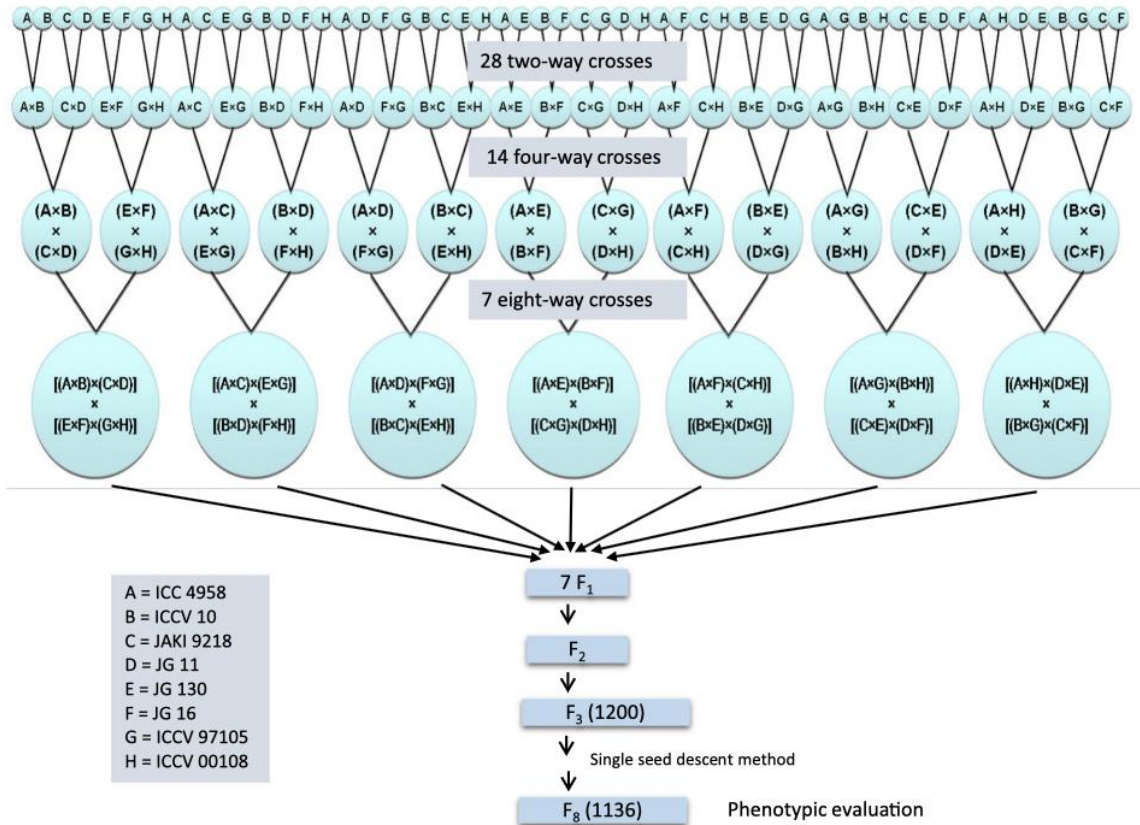 A B C D E F G H A C E G B D F H A D F G B C E H A E B F C G D H A F C H B E D G A G B H C E D F A H D E B G C F
28 two-way crosses
A×B C×D E×F G×H A×C E×G B×D F×H A×D F×G B×C E×H A×E B×F C×G D×H A×F C×H B×E D×G A×G B×H C×E D×F A×H D×E B×G C×F
14 four-way crosses
(A×B) (E×F) (A×C) (B×D) (A×D) (B×C) (A×E) (C×G) (A×F) (B×E) (A×G) (C×E) (A×H) (B×G)
× × × × × × × × × × × × × ×
(C×D) (G×H) (E×G) (F×H) (F×G) (E×H) (B×F) (D×H) (C×H) (D×G) (B×H) (D×F) (D×E) (C×F)
7 eight-way crosses
[(A×B)×(C×D)] [(A×C)×(E×G)] [(A×D)×(F×G)] [(A×E)×(B×F)] [(A×F)×(C×H)] [(A×G)×(B×H)] [(A×H)×(D×E)]
× × × × × × ×
[(E×F)×(G×H)] [(B×D)×(F×H)] [(B×C)×(E×H)] [(C×G)×(D×H)] [(B×E)×(D×G)] [(C×E)×(D×F)] [(B×G)×(C×F)]
7 F1
F2
F3 (1200)
Single seed descent method
F8 (1136)
Phenotypic evaluation
A = ICC 4958
B = ICCV 10
C = JAKI 9218
D = JG 11
E = JG 130
F = JG 16
G = ICCV 97105
H = ICCV 00108